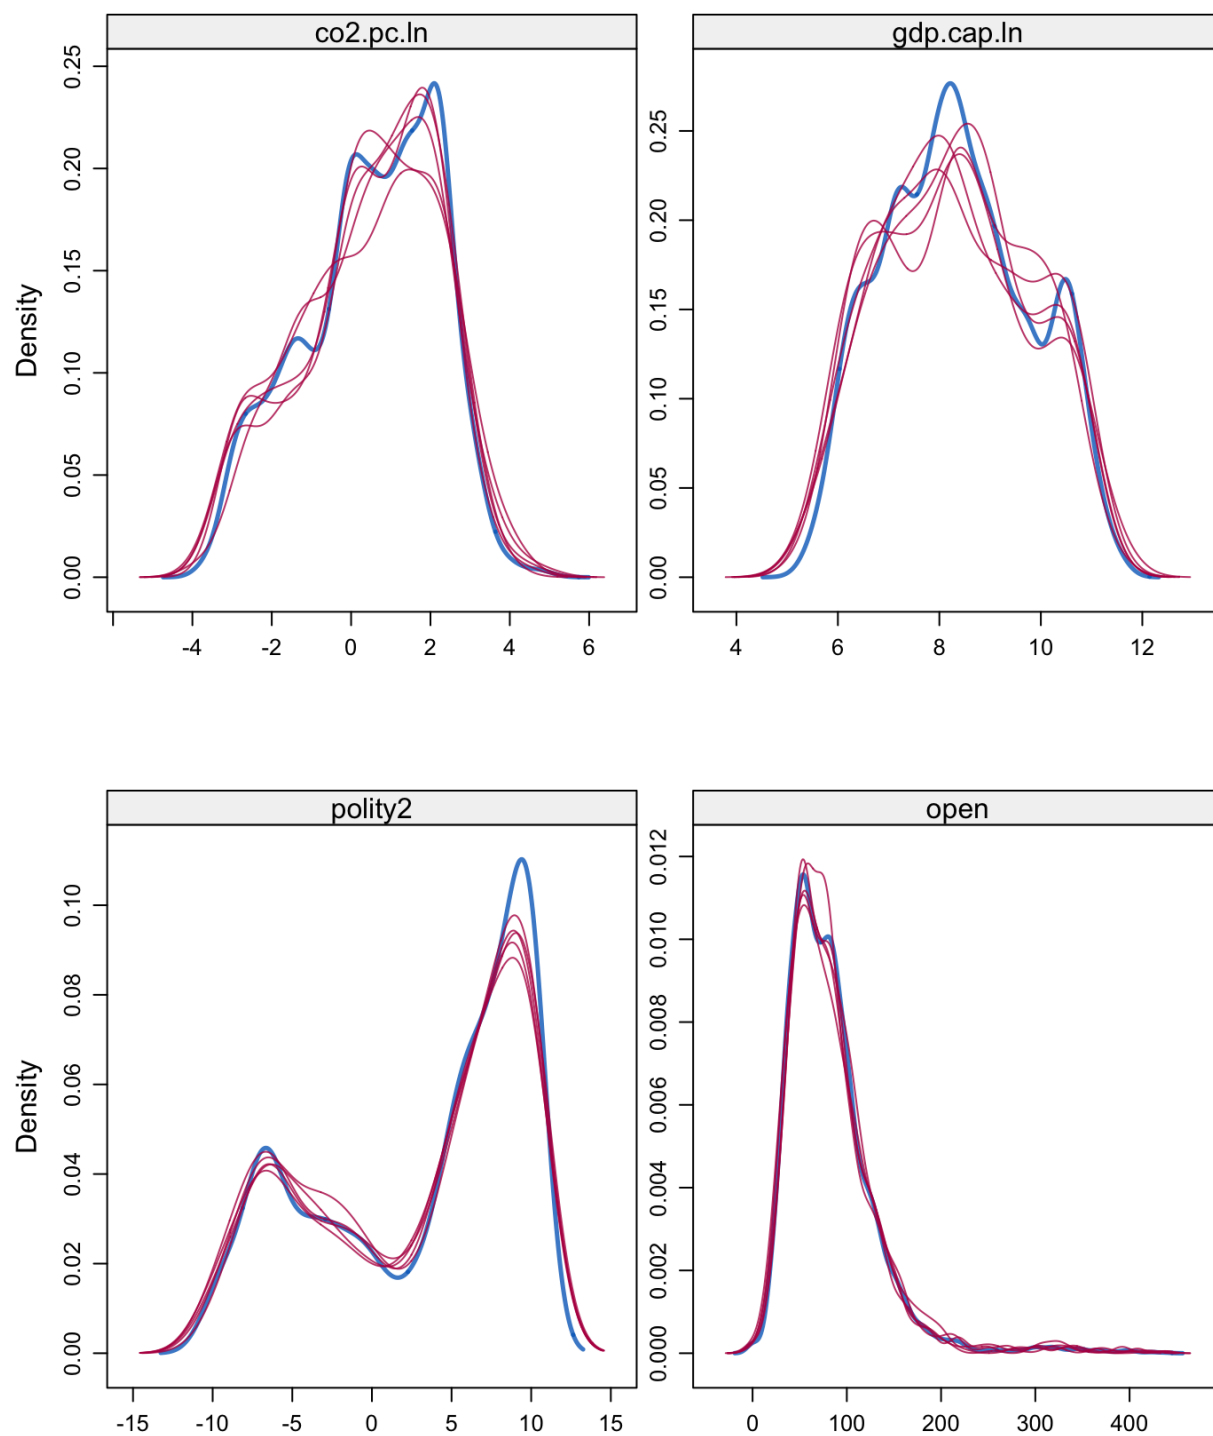 co2.pc.ln
gdp.cap.ln
Density
0.00 0.05 0.10 0.15 0.20 0.25
0.00 0.05 0.10 0.15 0.20 0.25
-4 -2 0 2 4 6
4 6 8 10 12
polity2
open
Density
0.00 0.02 0.04 0.06 0.08 0.10
0.000 0.002 0.004 0.006 0.008 0.010 0.012
-15 -10 -5 0 5 10 15
0 100 200 300 400